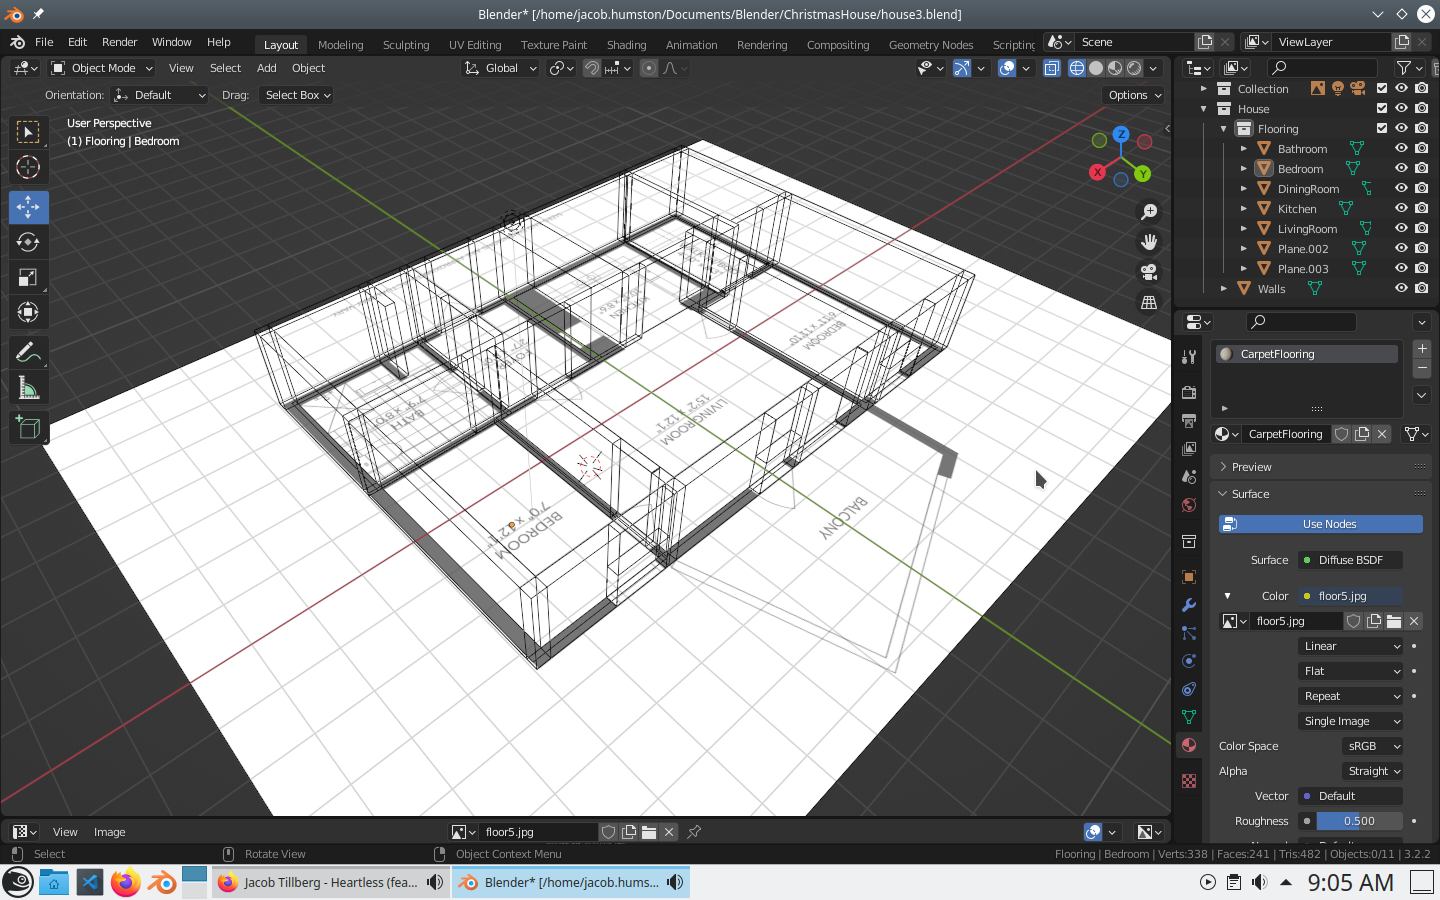 Blender* [/home/jacob.humston/Documents/Blender/ChristmasHouse/house3.blend]
File Edit Render Window Help Layout Modeling Sculpting UV Editing Texture Paint Shading Animation Rendering Compositing Geometry Nodes Scripting Scene ViewLayer
Object Mode View Select Add Object Global
Orientation: Default Drag: Select Box Options
User Perspective
(1) Flooring | Bedroom
Collection
House
Flooring
Bathroom
Bedroom
DiningRoom
Kitchen
LivingRoom
Plane.002
Plane.003
Walls
Z
X
Y
BEDROOM
LIVINGROOM
15'2" X 12'1"
BATH
BEDROOM
BALCONY
CarpetFlooring
CarpetFlooring
Preview
Surface
Use Nodes
Surface Diffuse BSDF
Color floor5.jpg
floor5.jpg
Linear
Flat
Repeat
Single Image
Color Space sRGB
Alpha Straight
Vector Default
Roughness 0.500
View Image floor5.jpg
Select Rotate View Object Context Menu Flooring | Bedroom | Verts:338 | Faces:241 | Tris:482 | Objects:0/11 | 3.2.2
Jacob Tillberg - Heartless (fea... Blender* [/home/jacob.hums... 9:05 AM